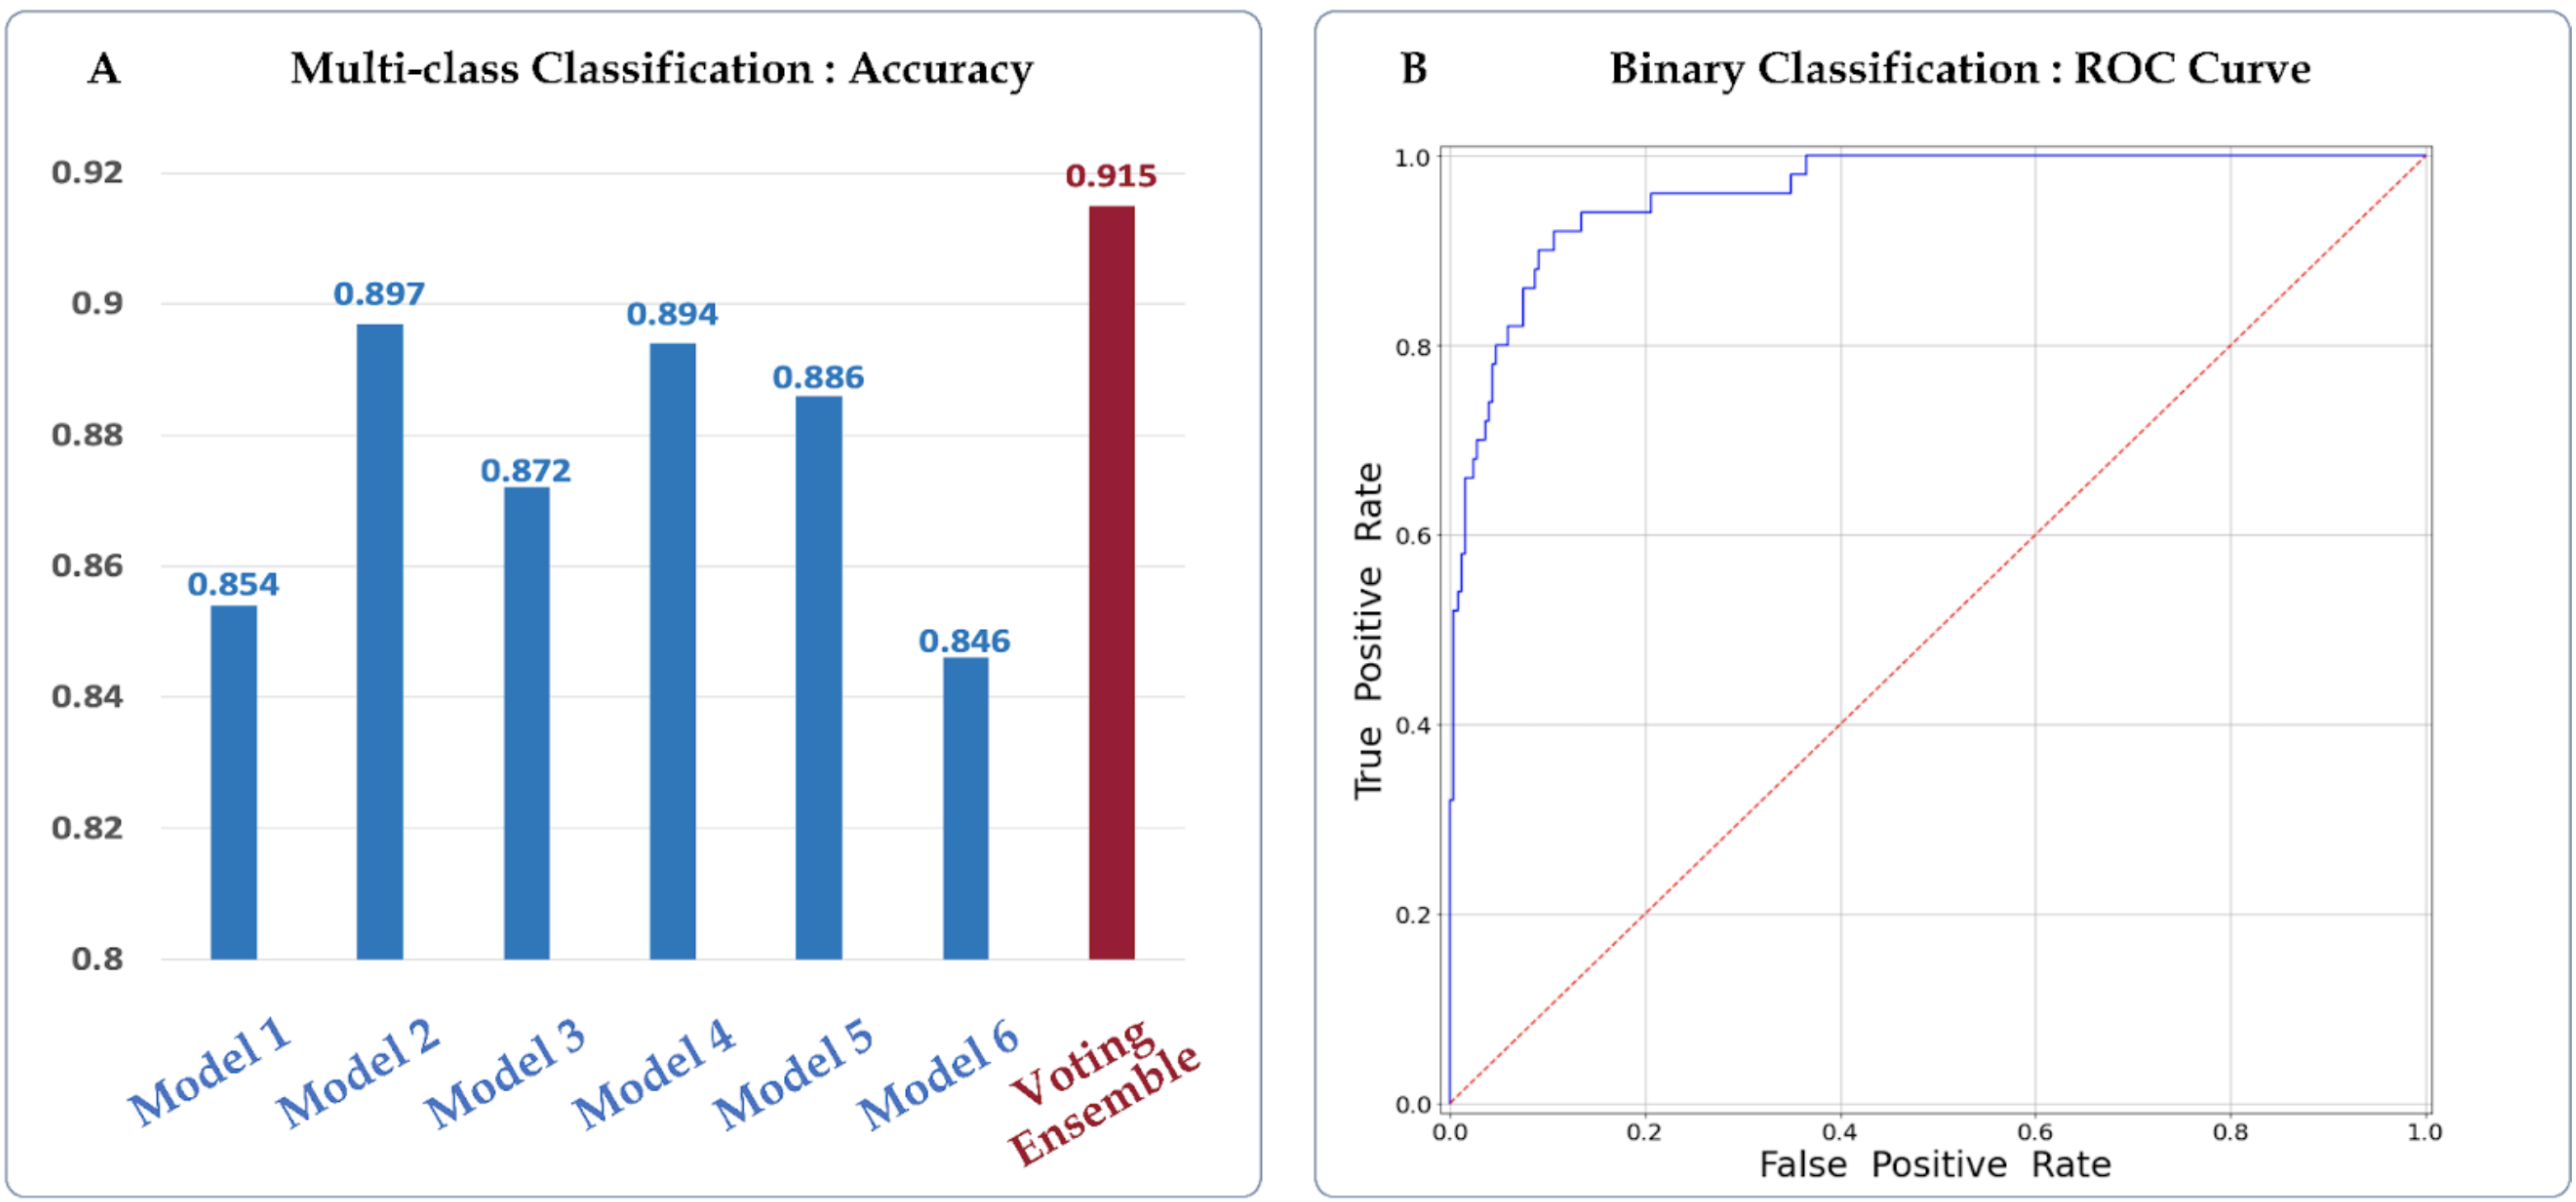 A
Multi-class Classification : Accuracy
0.92
0.9
0.88
0.86
0.84
0.82
0.8
0.854
0.897
0.872
0.894
0.886
0.846
0.915
Model 1
Model 2
Model 3
Model 4
Model 5
Model 6
Voting
Ensemble
B
Binary Classification : ROC Curve
True Positive Rate
1.0
0.8
0.6
0.4
0.2
0.0
0.0
0.2
0.4
0.6
0.8
1.0
False Positive Rate